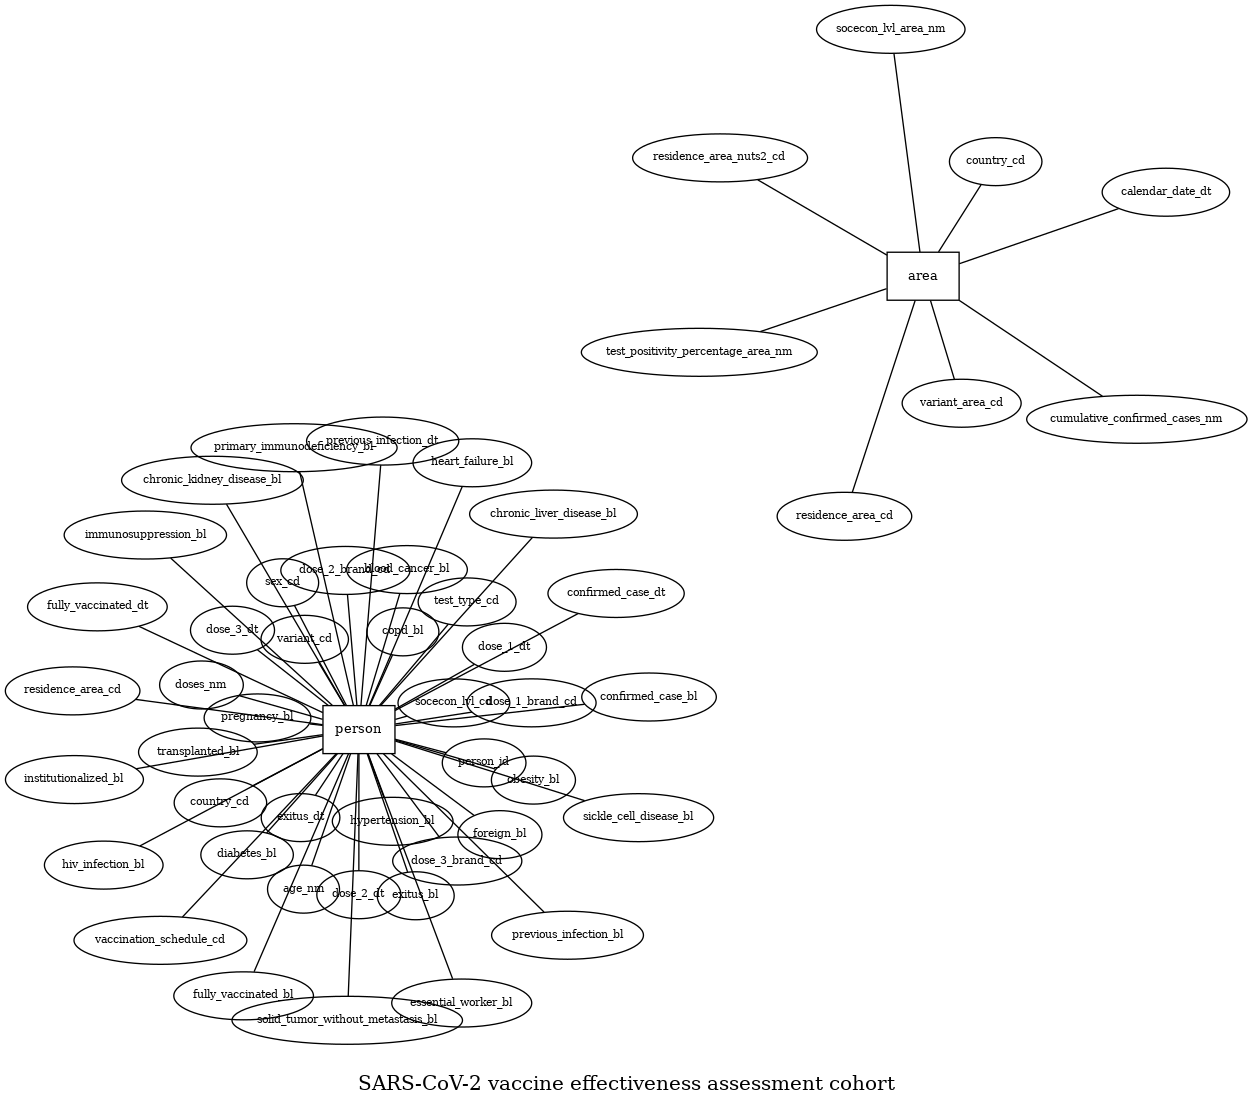 socecon_lvl_area_nm
residence_area_nuts2_cd
country_cd
calendar_date_dt
area
test_positivity_percentage_area_nm
variant_area_cd
cumulative_confirmed_cases_nm
residence_area_cd
previous_infection_dt
primary_immunodeficiency_bl
heart_failure_bl
chronic_kidney_disease_bl
chronic_liver_disease_bl
immunosuppression_bl
dose_2_brand_cd
blood_cancer_bl
sex_cd
confirmed_case_dt
test_type_cd
fully_vaccinated_dt
dose_3_dt
copd_bl
variant_cd
dose_1_dt
doses_nm
residence_area_cd
confirmed_case_bl
socecon_lvl_cd
dose_1_brand_cd
pregnancy_bl
person
transplanted_bl
person_id
institutionalized_bl
obesity_bl
country_cd
exitus_dt
sickle_cell_disease_bl
hypertension_bl
foreign_bl
diabetes_bl
dose_3_brand_cd
hiv_infection_bl
age_nm
dose_2_dt
exitus_bl
previous_infection_bl
vaccination_schedule_cd
fully_vaccinated_bl
essential_worker_bl
solid_tumor_without_metastasis_bl
SARS-CoV-2 vaccine effectiveness assessment cohort